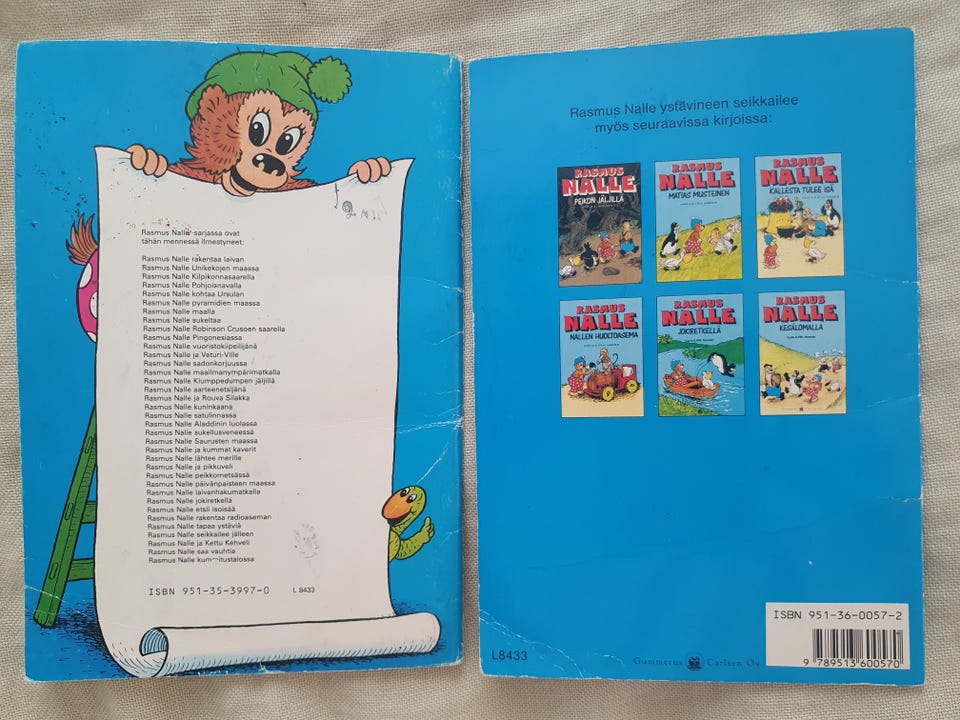 Rasmus Nalle-sarjassa ovat
tähän mennessä ilmestyneet:
Rasmus Nalle rakentaa laivan
Rasmus Nalle Unikekojen maassa
Rasmus Nalle Kilpikonnasaarella
Rasmus Nalle Pohjoisnavalla
Rasmus Nalle kohtaa Ursulan
Rasmus Nalle pyramidien maassa
Rasmus Nalle maalla
Rasmus Nalle sukeltaa
Rasmus Nalle Robinson Crusoen saarella
Rasmus Nalle Pingonesiassa
Rasmus Nalle vuoristokiipeilijänä
Rasmus Nalle ja Veturi-Ville
Rasmus Nalle sadonkorjuussa
Rasmus Nalle maailmanympärimatkalla
Rasmus Nalle Klumppedumpen jäljillä
Rasmus Nalle aarteenetsijänä
Rasmus Nalle ja Rouva Silakka
Rasmus Nalle kuninkaana
Rasmus Nalle satulinnassa
Rasmus Nalle Aladdinin luolassa
Rasmus Nalle sukellusveneessä
Rasmus Nalle Saurusten maassa
Rasmus Nalle ja kummat kaverit
Rasmus Nalle lähtee merille
Rasmus Nalle ja pikkuveli
Rasmus Nalle peikkometsässä
Rasmus Nalle päivänpaisteen maassa
Rasmus Nalle laivanhakumatkalla
Rasmus Nalle jokiretkellä
Rasmus Nalle etsii isoisää
Rasmus Nalle rakentaa radioaseman
Rasmus Nalle tapaa ystäviä
Rasmus Nalle seikkailee jälleen
Rasmus Nalle ja Kettu Kehveli
Rasmus Nalle saa vauhtia
Rasmus Nalle kummitustalossa
ISBN 951-35-3997-0 L 8433
Rasmus Nalle ystävineen seikkailee
myös seuraavissa kirjoissa:
RASMUS
NALLE
PEIKON JÄLJILLÄ
RASMUS
NALLE
MATIAS MUSTEINEN
RASMUS
NALLE
KALLESTA TULEE ISÄ
RASMUS
NALLE
NALLEN HUOLTOASEMA
RASMUS
NALLE
JOKIRETKELLÄ
RASMUS
NALLE
KESÄLOMALLA
ISBN 951-36-0057-2
9 789513 600570
L8433
Gummerus Carlsen Oy